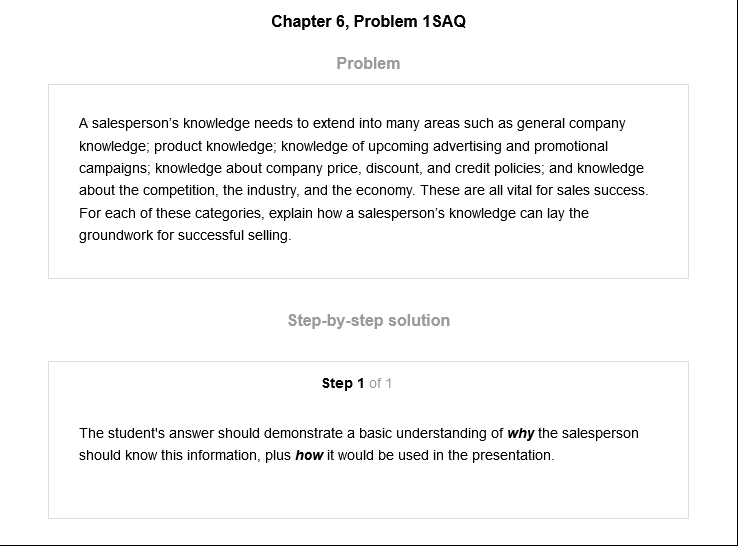 Chapter 6, Problem 1SAQ
Problem
A salesperson's knowledge needs to extend into many areas such as general company
knowledge; product knowledge; knowledge of upcoming advertising and promotional
campaigns; knowledge about company price, discount, and credit policies; and knowledge
about the competition, the industry, and the economy. These are all vital for sales success.
For each of these categories, explain how a salesperson's knowledge can lay the
groundwork for successful selling.
Step-by-step solution
Step 1 of 1
The student's answer should demonstrate a basic understanding of why the salesperson
should know this information, plus how it would be used in the presentation.